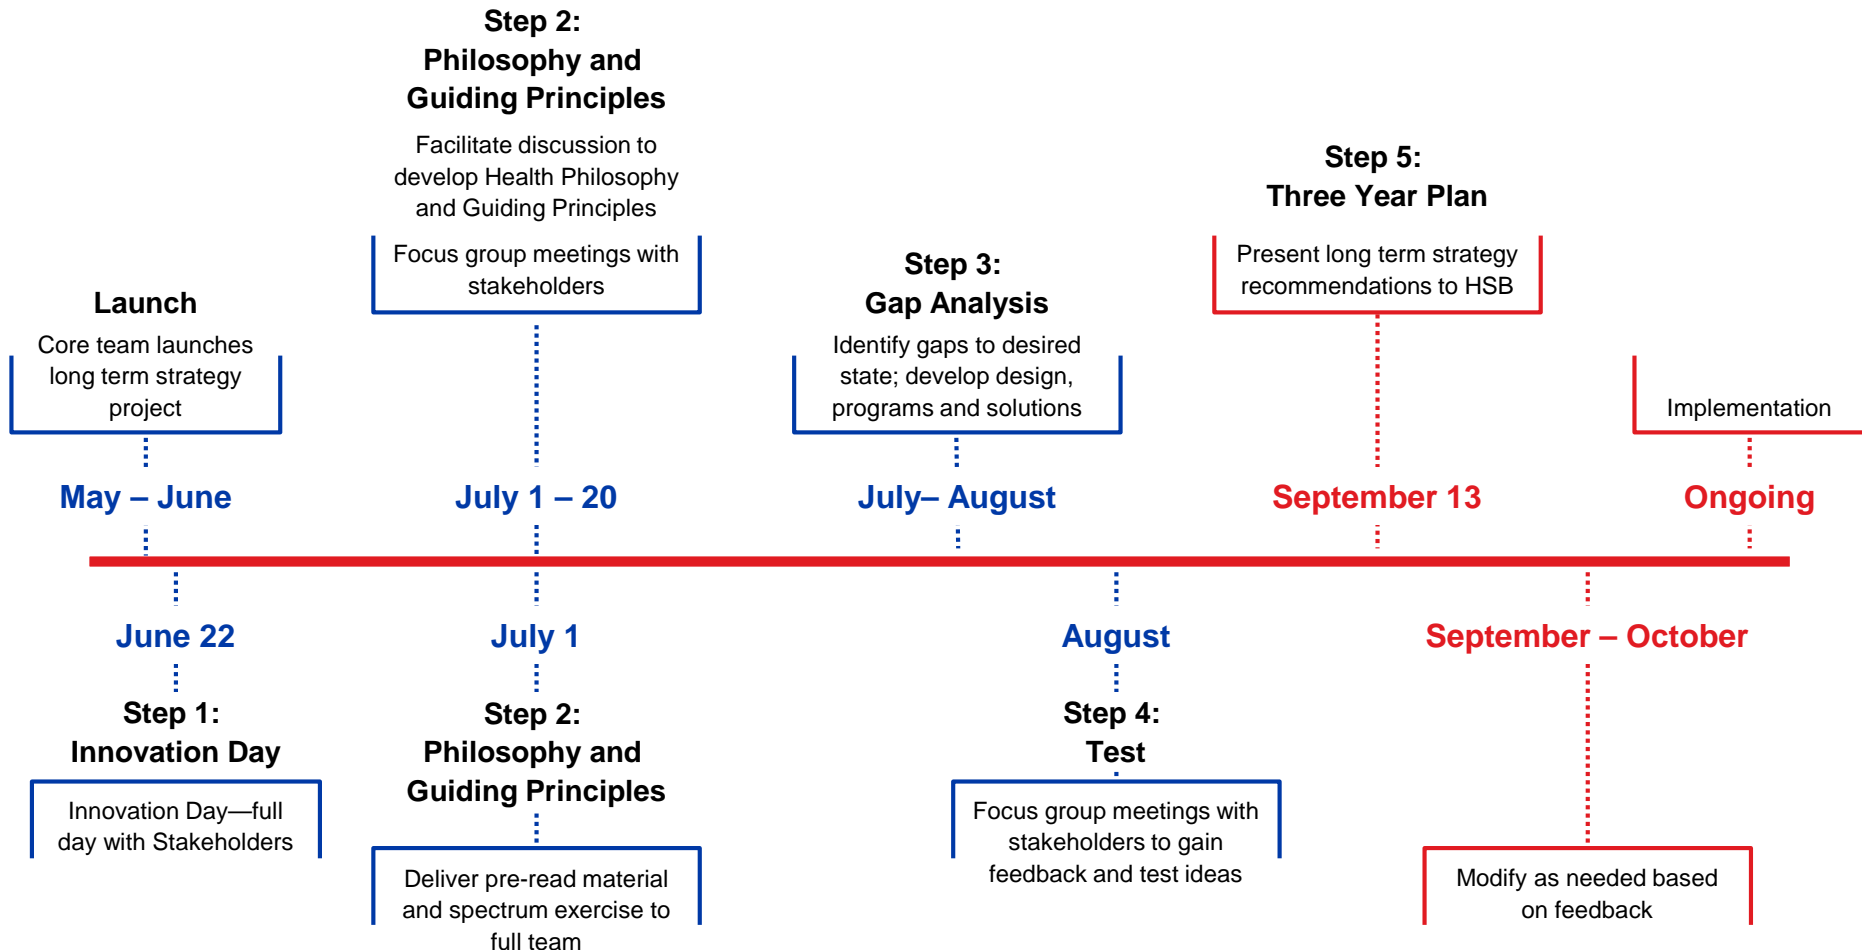 Launch
Core team launches
long term strategy
project
May – June
Step 2:
Philosophy and
Guiding Principles
Facilitate discussion to
develop Health Philosophy
and Guiding Principles
Focus group meetings with
stakeholders
July 1 – 20
Step 3:
Gap Analysis
Identify gaps to desired
state; develop design,
programs and solutions
July– August
Step 5:
Three Year Plan
Present long term strategy
recommendations to HSB
September 13
Implementation
Ongoing
June 22
Step 1:
Innovation Day
Innovation Day—full
day with Stakeholders
July 1
Step 2:
Philosophy and
Guiding Principles
Deliver pre-read material
and spectrum exercise to
full team
August
Step 4:
Test
Focus group meetings with
stakeholders to gain
feedback and test ideas
September – October
Modify as needed based
on feedback